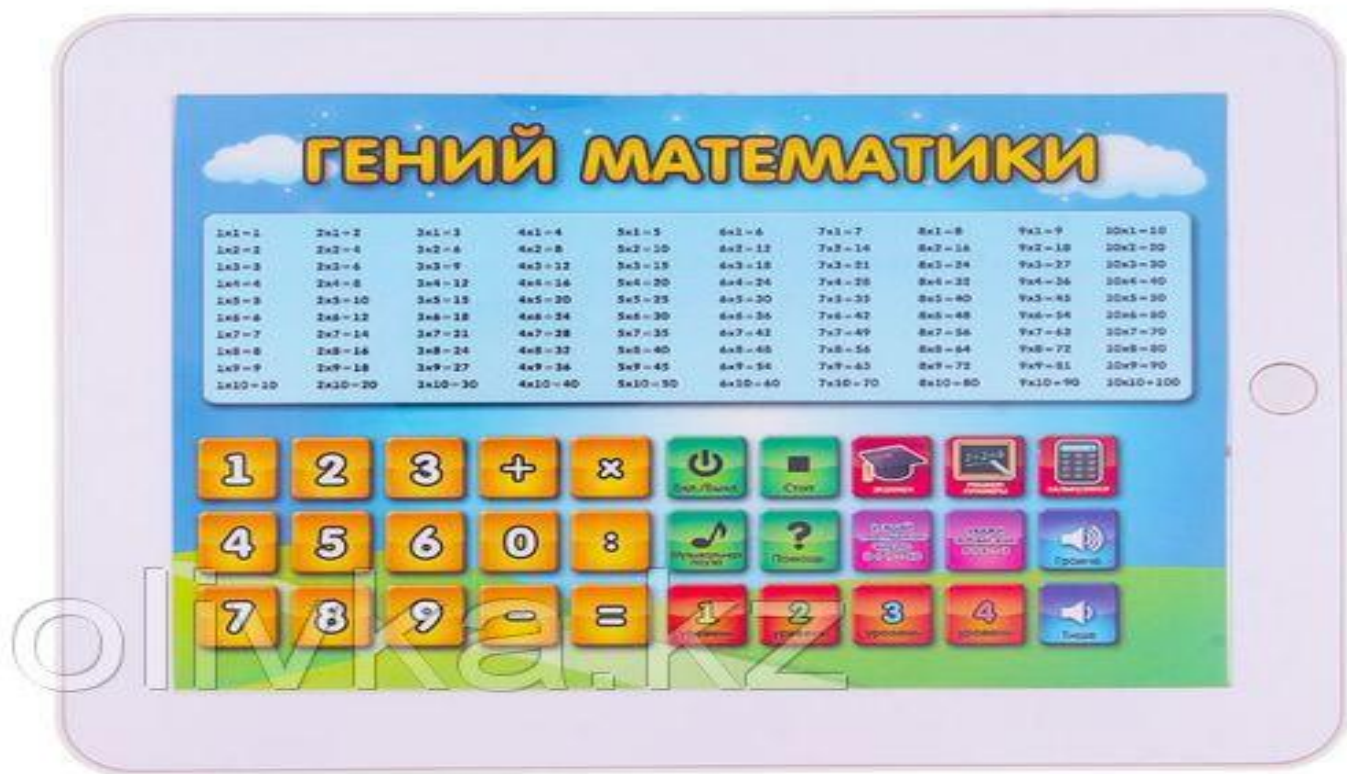 ГЕНИЙ МАТЕМАТИКИ
1x1=1 2x1=2 3x1=3 4x1=4 5x1=5 6x1=6 7x1=7 8x1=8 9x1=9 10x1=10
1x2=2 2x2=4 3x2=6 4x2=8 5x2=10 6x2=12 7x2=14 8x2=16 9x2=18 10x2=20
1x3=3 2x3=6 3x3=9 4x3=12 5x3=15 6x3=18 7x3=21 8x3=24 9x3=27 10x3=30
1x4=4 2x4=8 3x4=12 4x4=16 5x4=20 6x4=24 7x4=28 8x4=32 9x4=36 10x4=40
1x5=5 2x5=10 3x5=15 4x5=20 5x5=25 6x5=30 7x5=35 8x5=40 9x5=45 10x5=50
1x6=6 2x6=12 3x6=18 4x6=24 5x6=30 6x6=36 7x6=42 8x6=48 9x6=54 10x6=60
1x7=7 2x7=14 3x7=21 4x7=28 5x7=35 6x7=42 7x7=49 8x7=56 9x7=63 10x7=70
1x8=8 2x8=16 3x8=24 4x8=32 5x8=40 6x8=48 7x8=56 8x8=64 9x8=72 10x8=80
1x9=9 2x9=18 3x9=27 4x9=36 5x9=45 6x9=54 7x9=63 8x9=72 9x9=81 10x9=90
1x10=10 2x10=20 3x10=30 4x10=40 5x10=50 6x10=60 7x10=70 8x10=80 9x10=90 10x10=100
1 2 3 + x Вкл./Выкл. Стоп ЭКЗАМЕН РЕШАЕМ ПРИМЕРЫ КАЛЬКУЛЯТОР
4 5 6 0 : Музыкальная пауза Помощь Громче
7 8 9 - = 1 уровень 2 уровень 3 уровень 4 уровень Тише
olivka.kz